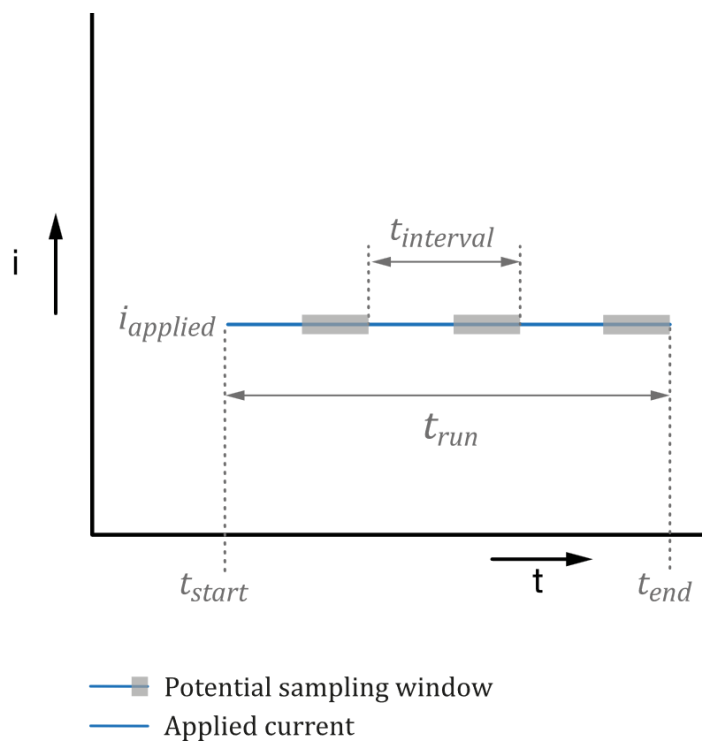 t_interval
i
i_applied
t_run
t
t_start
t_end
Potential sampling window
Applied current